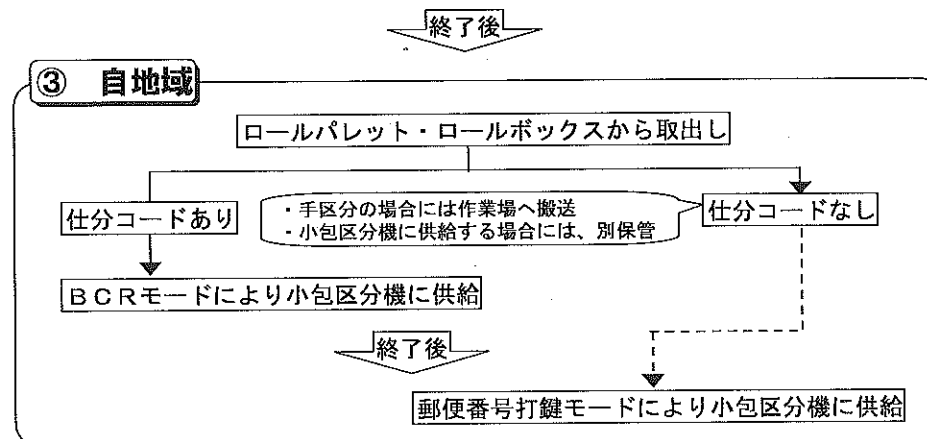 終了後
③ 自地域
ロールパレット・ロールボックスから取出し
仕分コードあり
・手区分の場合には作業場へ搬送
・小包区分機に供給する場合には、別保管
仕分コードなし
ＢＣＲモードにより小包区分機に供給
終了後
郵便番号打鍵モードにより小包区分機に供給